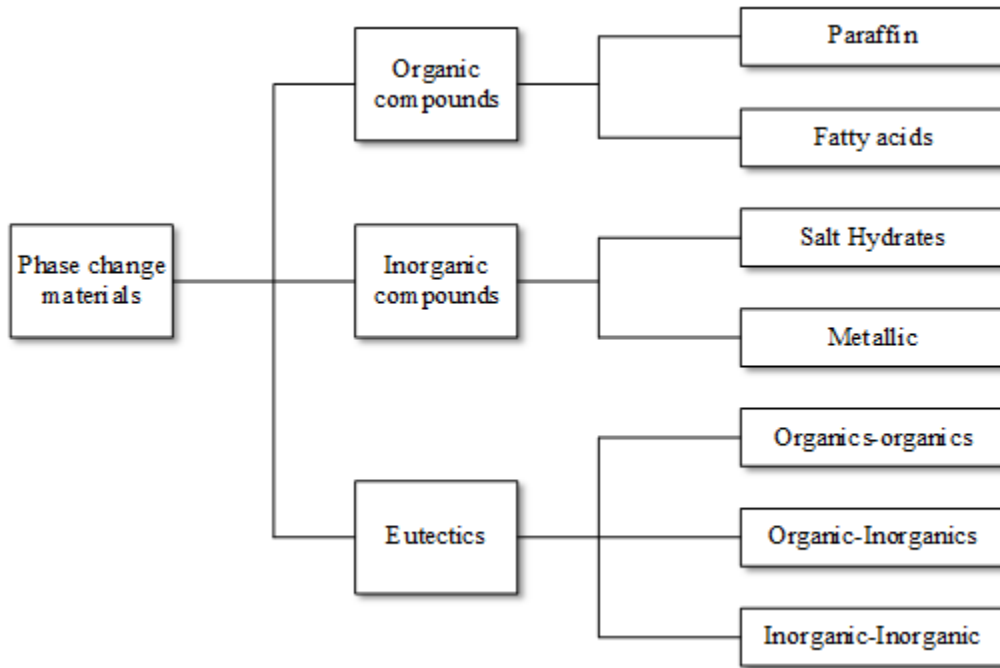 Phase change
materials
Organic
compounds
Inorganic
compounds
Eutectics
Paraffin
Fatty acids
Salt Hydrates
Metallic
Organics-organics
Organic-Inorganics
Inorganic-Inorganic